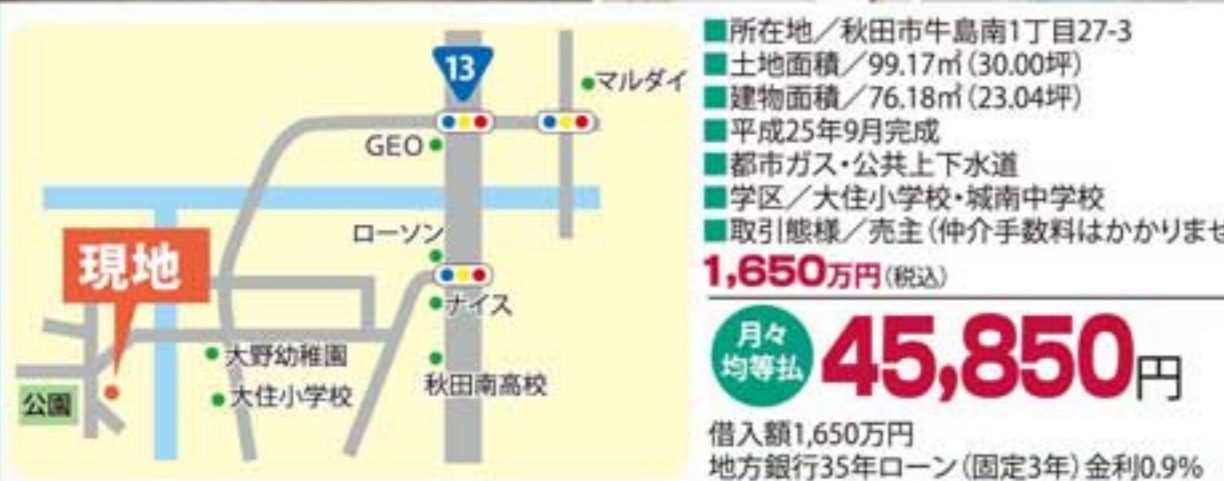 13
マルダイ
GEO
ローソン
現地
ナイス
大野幼稚園
大住小学校
秋田南高校
公園
■所在地／秋田市牛島南1丁目27-3
■土地面積／99.17㎡(30.00坪)
■建物面積／76.18㎡(23.04坪)
■平成25年9月完成
■都市ガス・公共上下水道
■学区／大住小学校・城南中学校
■取引態様／売主(仲介手数料はかかりませ
1,650万円(税込)
月々
均等払
45,850円
借入額1,650万円
地方銀行35年ローン(固定3年)金利0.9%